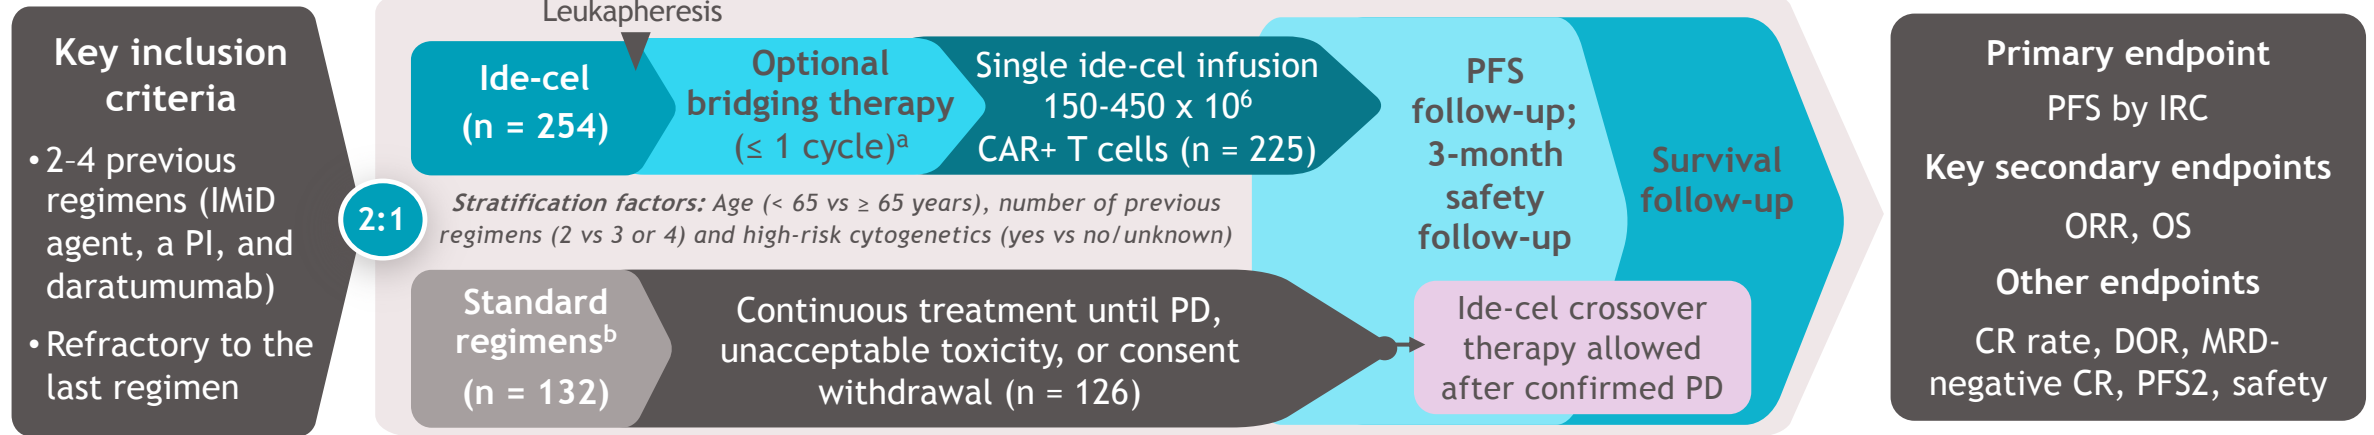 Key inclusion
criteria
• 2–4 previous
regimens (IMiD
agent, a PI, and
daratumumab)
• Refractory to the
last regimen
2:1
Leukapheresis
Ide-cel
(n = 254)
Optional
bridging therapy
(≤ 1 cycle)ᵃ
Single ide-cel infusion
150-450 x 10⁶
CAR+ T cells (n = 225)
Stratification factors: Age (< 65 vs ≥ 65 years), number of previous
regimens (2 vs 3 or 4) and high-risk cytogenetics (yes vs no/unknown)
Standard
regimensᵇ
(n = 132)
Continuous treatment until PD,
unacceptable toxicity, or consent
withdrawal (n = 126)
PFS
follow-up;
3-month
safety
follow-up
Ide-cel crossover
therapy allowed
after confirmed PD
Survival
follow-up
Primary endpoint
PFS by IRC
Key secondary endpoints
ORR, OS
Other endpoints
CR rate, DOR, MRD-
negative CR, PFS2, safety